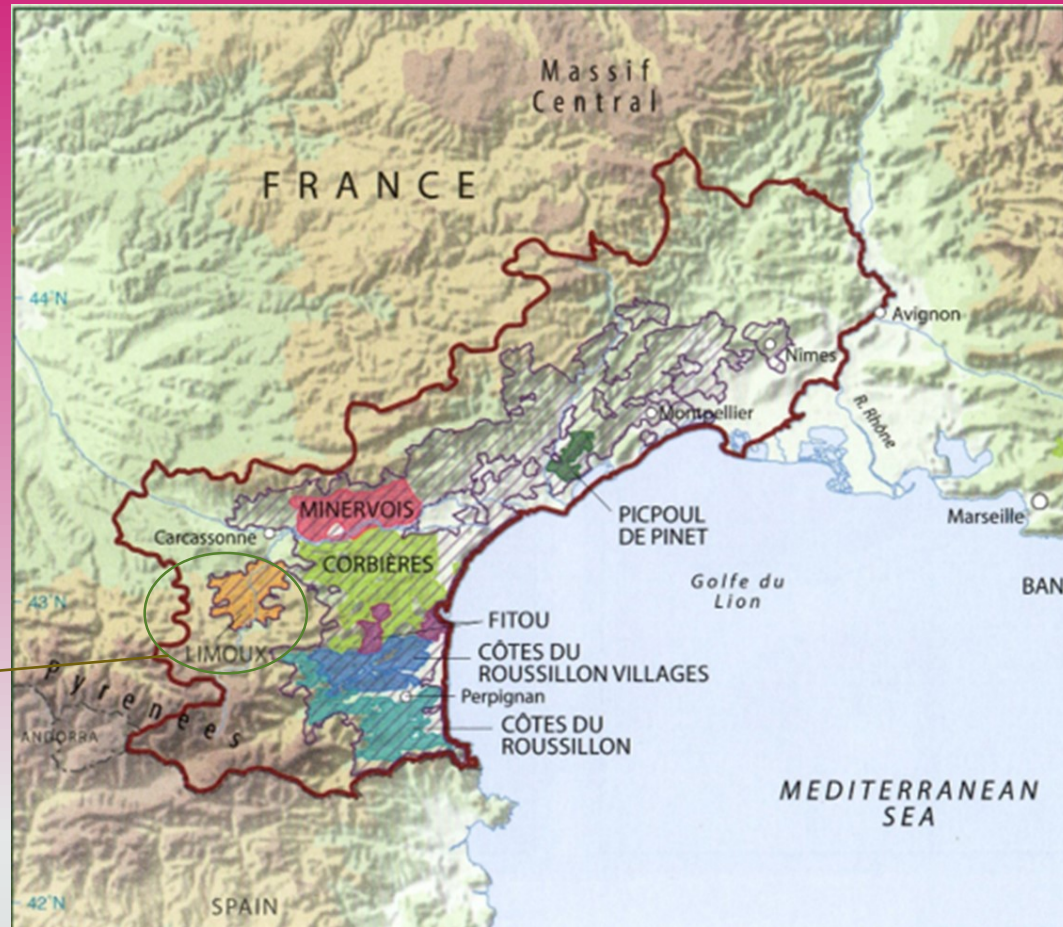 Massif
Central
FRANCE
44°N
Avignon
Nîmes
R. Rhône
Montpellier
MINERVOIS
PICPOUL
DE PINET
Marseille
Carcassonne
CORBIÈRES
Golfe du
Lion
BAN
43°N
FITOU
LIMOUX
CÔTES DU
ROUSSILLON VILLAGES
Pyrenees
Perpignan
ANDORRA
CÔTES DU
ROUSSILLON
MEDITERRANEAN
SEA
42°N
SPAIN